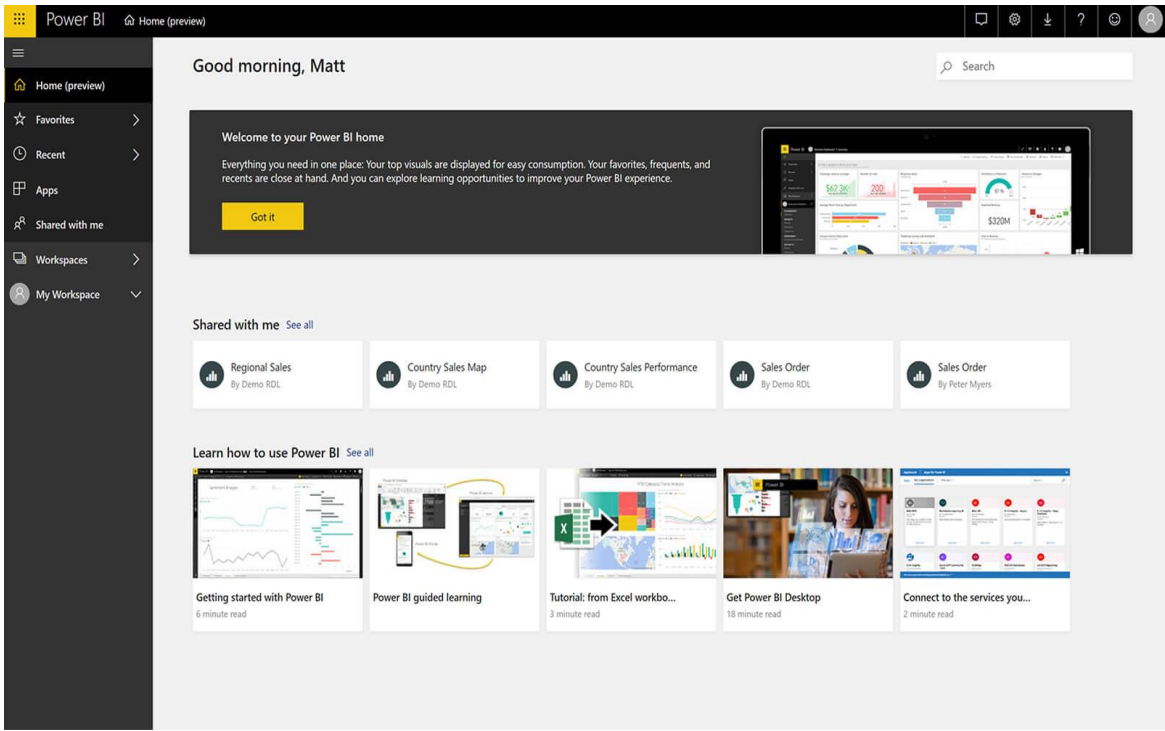 Power BI Home (preview)
?
Home (preview)
Favorites
Recent
Apps
Shared with me
Workspaces
My Workspace
Good morning, Matt
Search
Welcome to your Power BI home
Everything you need in one place: Your top visuals are displayed for easy consumption. Your favorites, frequents, and
recents are close at hand. And you can explore learning opportunities to improve your Power BI experience.
Got it
$62.3K
200
67 %
$320M
Shared with me See all
Regional Sales
By Demo RDL
Country Sales Map
By Demo RDL
Country Sales Performance
By Demo RDL
Sales Order
By Demo RDL
Sales Order
By Peter Myers
Learn how to use Power BI See all
Power BI
Getting started with Power BI
6 minute read
Power BI guided learning
Tutorial: from Excel workbo...
3 minute read
Get Power BI Desktop
18 minute read
Connect to the services you...
2 minute read